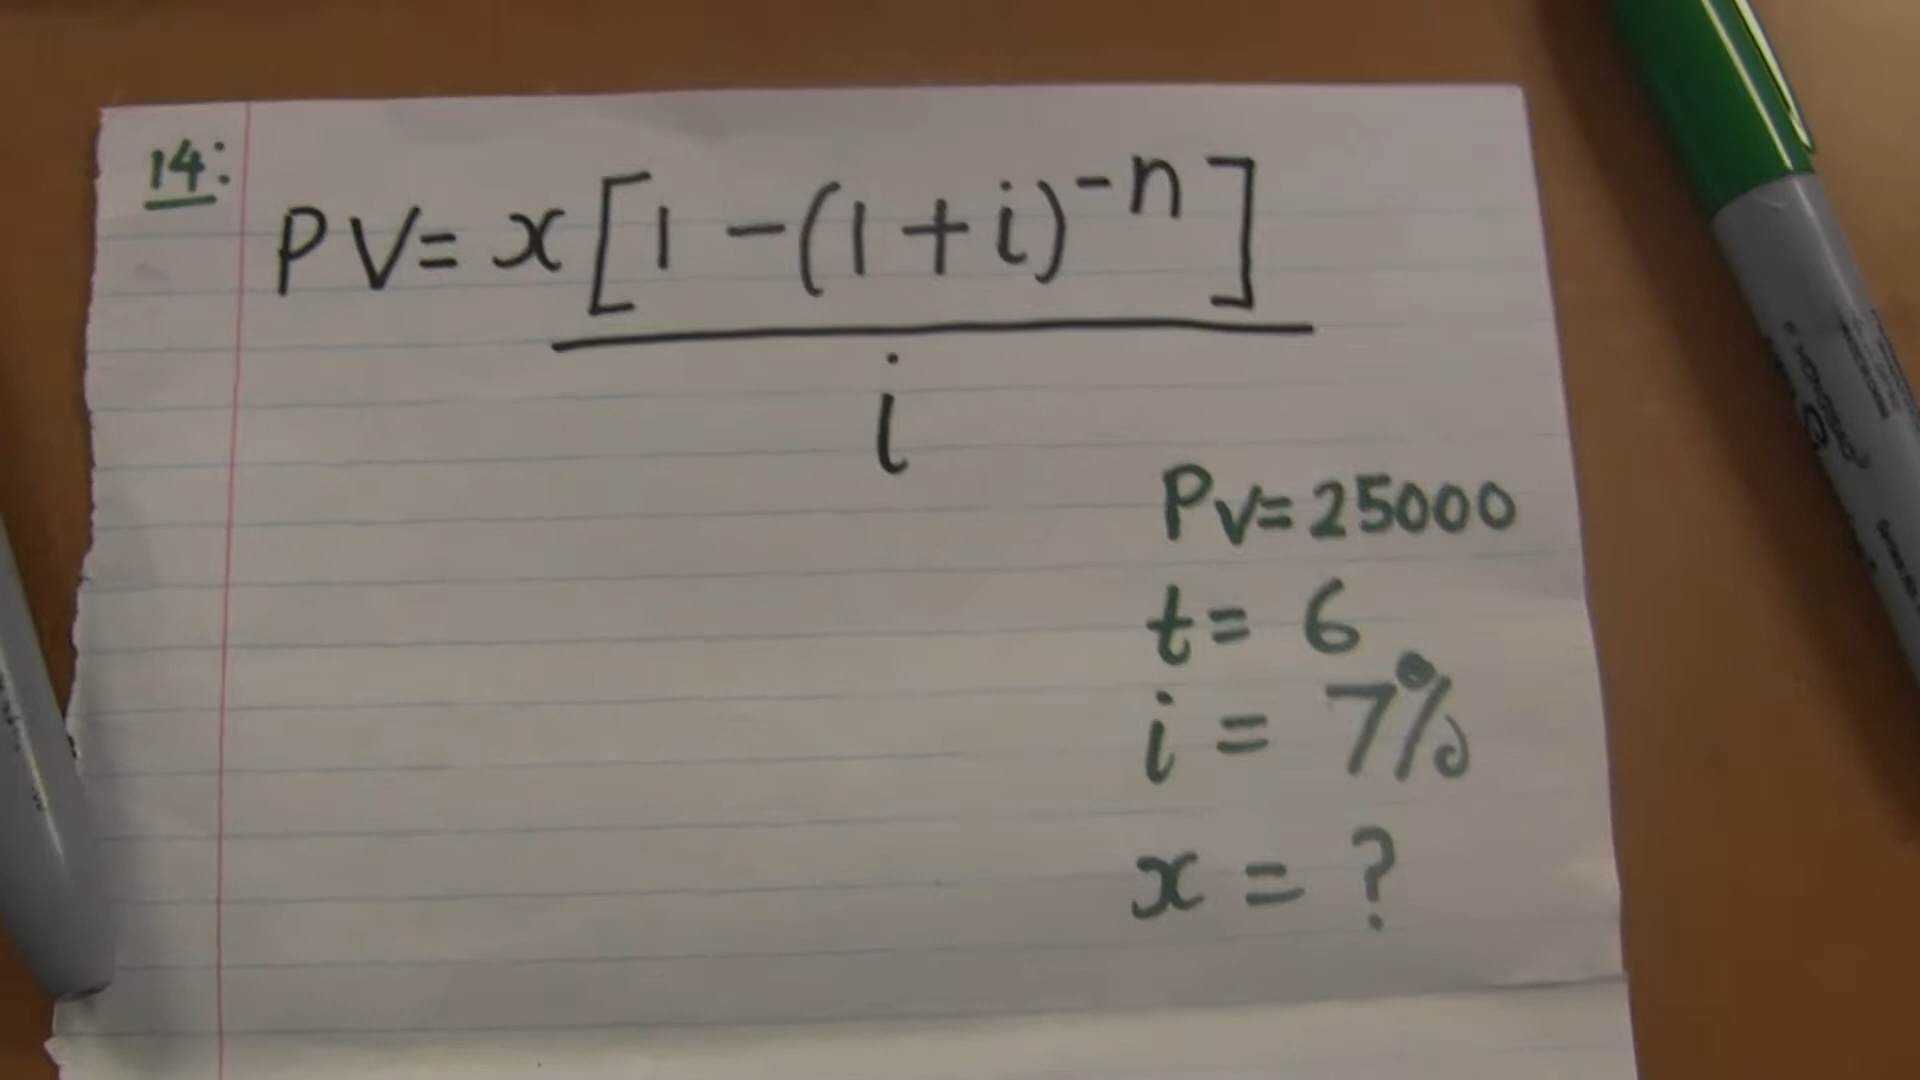 14:
PV= x[1-(1+i)^-n]
i
PV=25000
t= 6
i = 7%
x = ?